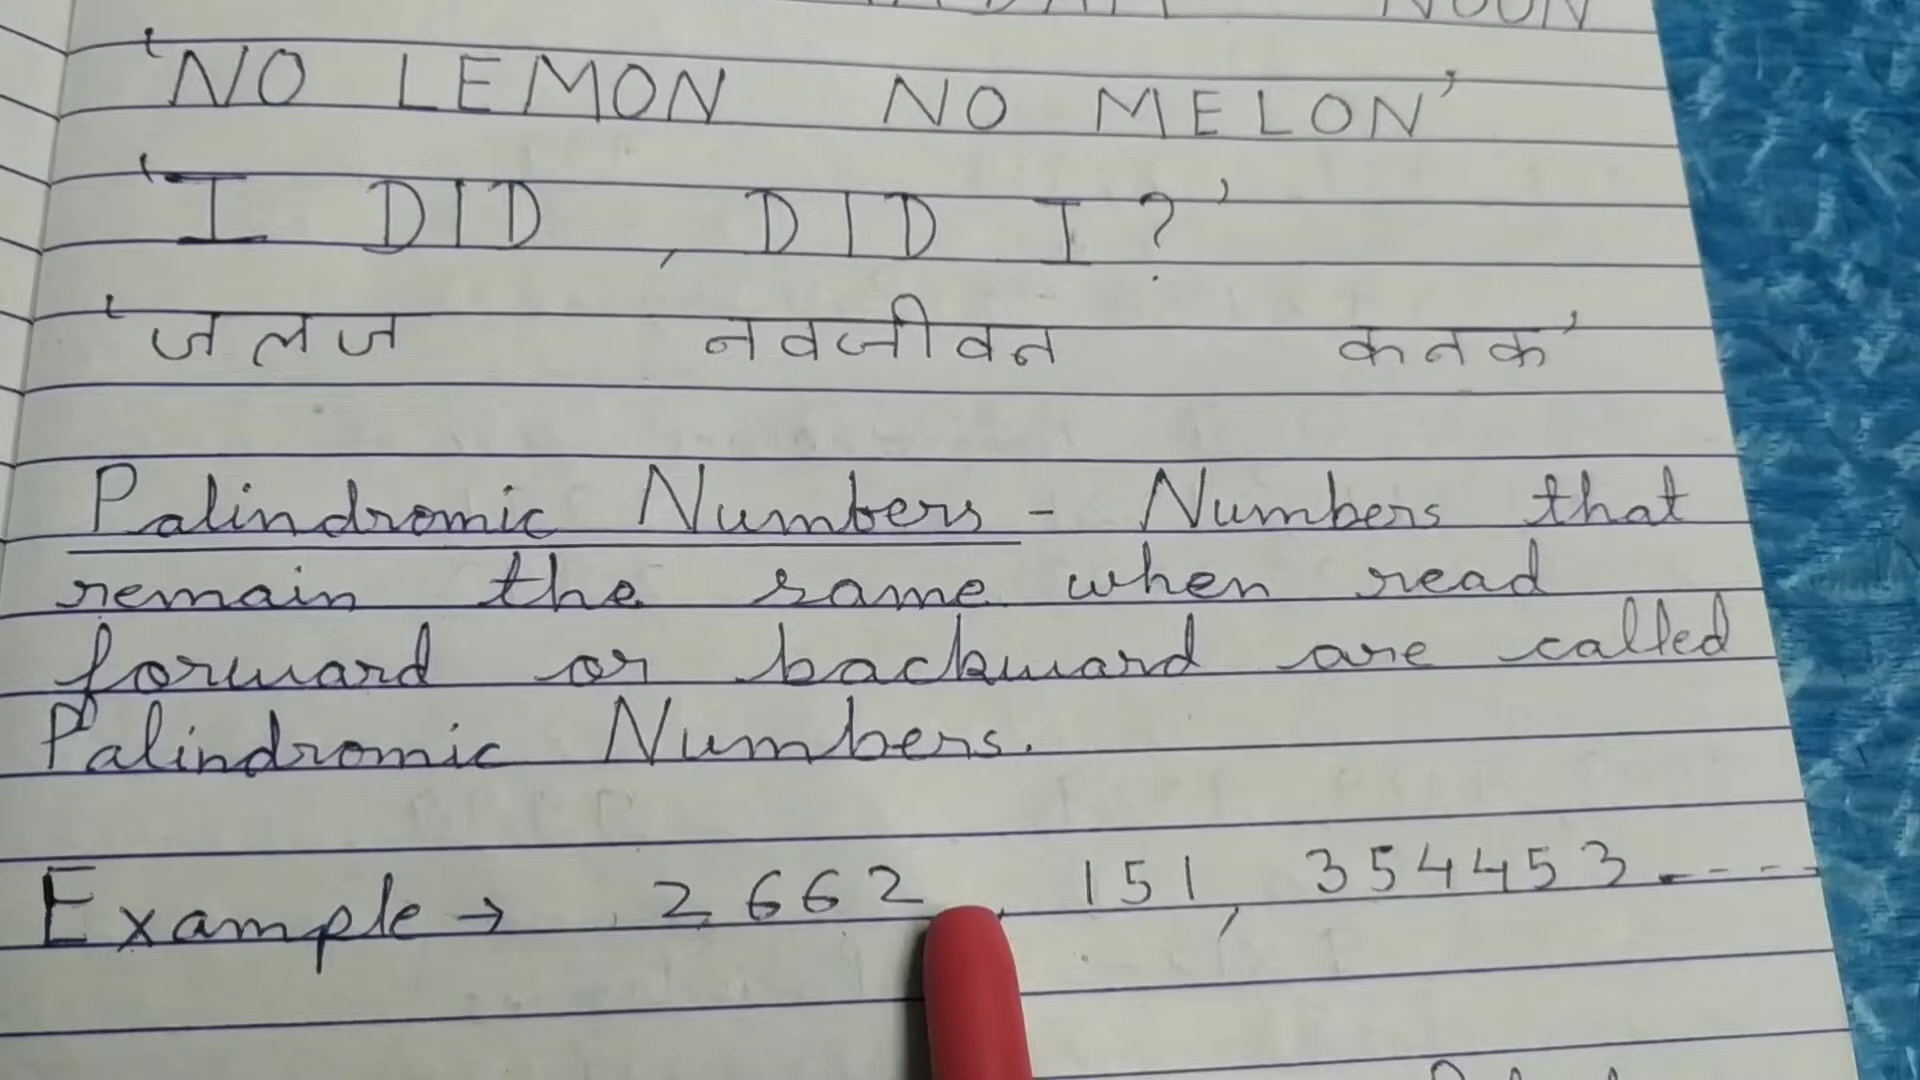 NOON
'NO LEMON NO MELON'
'I DID, DID I?'
'जलज नवजीवन कनक'
Palindromic Numbers - Numbers that
remain the same when read
forward or backward are called
Palindromic Numbers.
Example → 2662, 151, 354453----